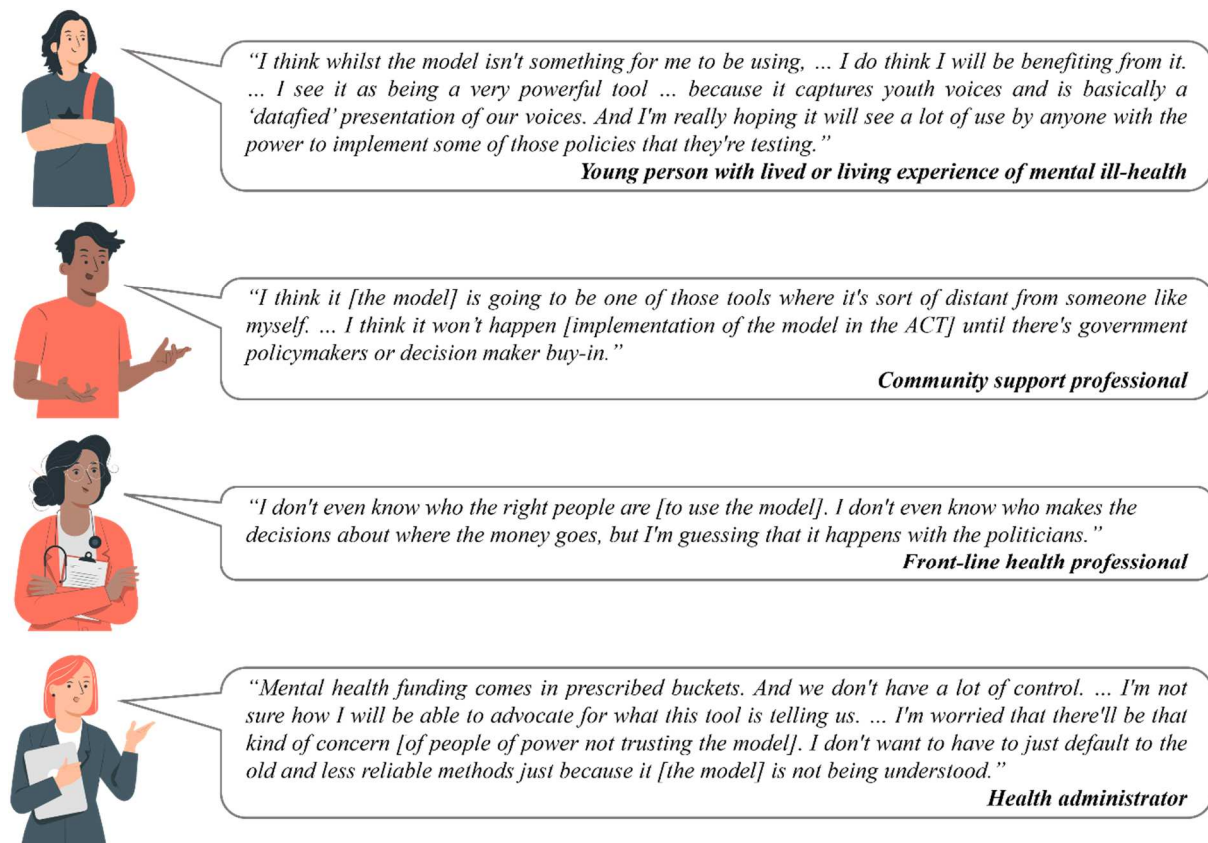 “I think whilst the model isn't something for me to be using, ... I do think I will be benefiting from it.
... I see it as being a very powerful tool ... because it captures youth voices and is basically a
‘datafied’ presentation of our voices. And I'm really hoping it will see a lot of use by anyone with the
power to implement some of those policies that they're testing.”
Young person with lived or living experience of mental ill-health
“I think it [the model] is going to be one of those tools where it's sort of distant from someone like
myself. ... I think it won’t happen [implementation of the model in the ACT] until there's government
policymakers or decision maker buy-in.”
Community support professional
“I don't even know who the right people are [to use the model]. I don't even know who makes the
decisions about where the money goes, but I'm guessing that it happens with the politicians.”
Front-line health professional
“Mental health funding comes in prescribed buckets. And we don't have a lot of control. ... I'm not
sure how I will be able to advocate for what this tool is telling us. ... I'm worried that there'll be that
kind of concern [of people of power not trusting the model]. I don't want to have to just default to the
old and less reliable methods just because it [the model] is not being understood.”
Health administrator